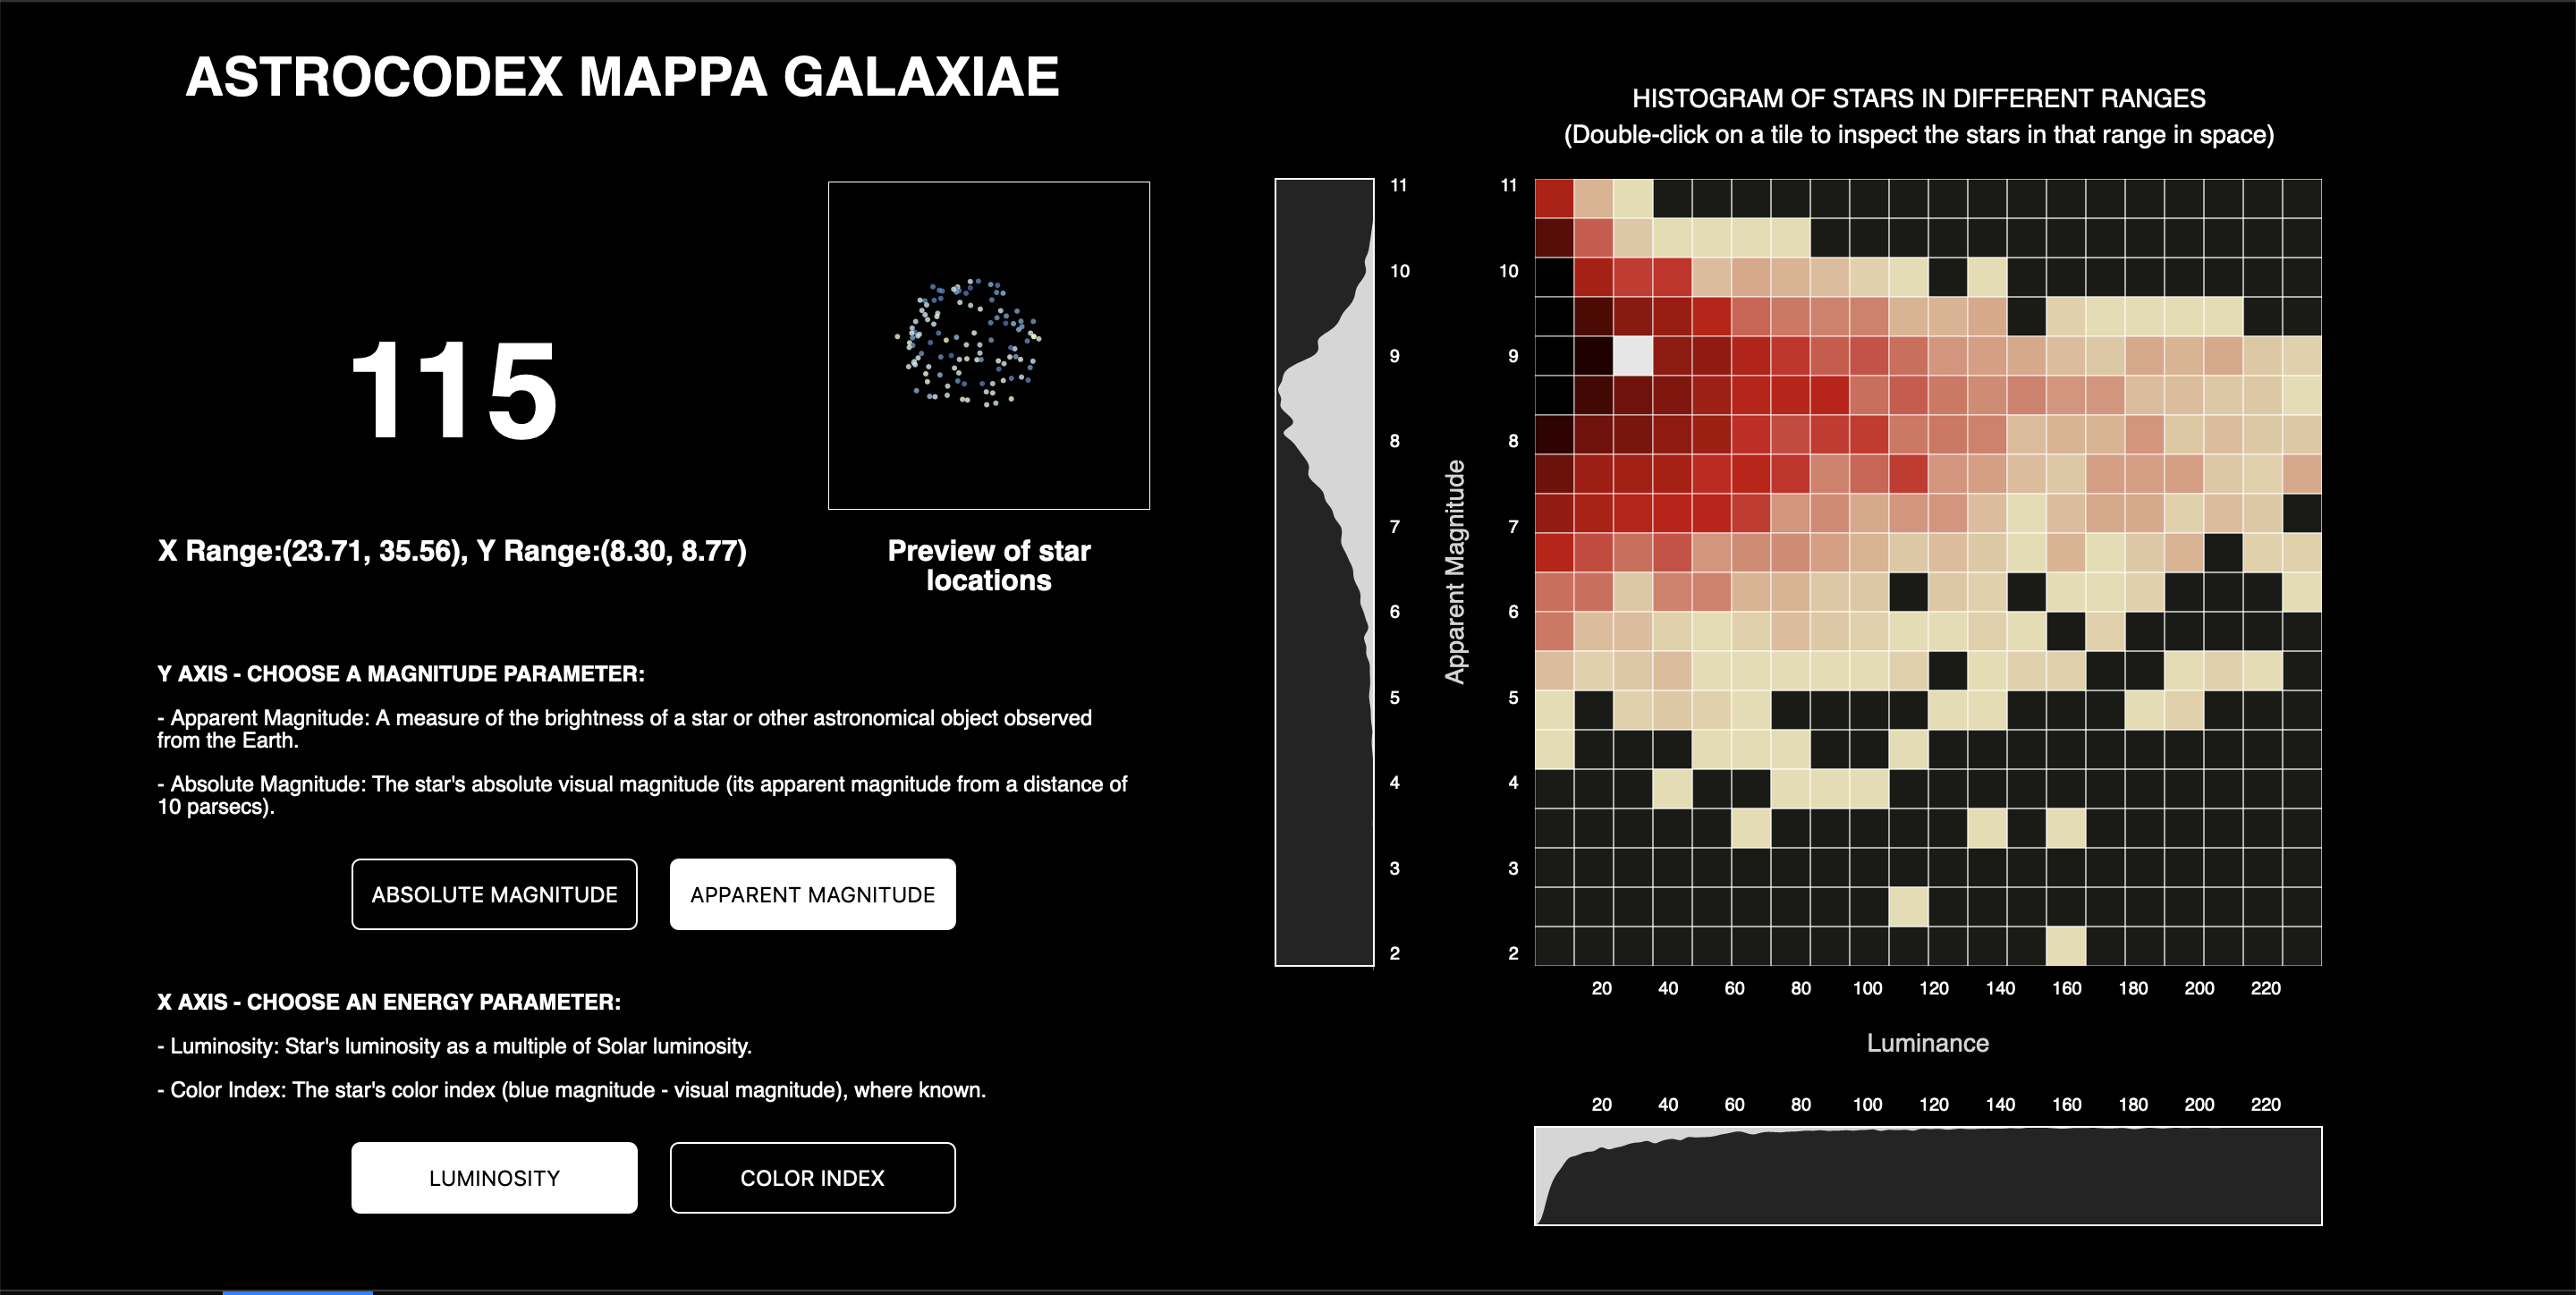 ASTROCODEX MAPPA GALAXIAE
115
X Range:(23.71, 35.56), Y Range:(8.30, 8.77)
Preview of star
locations
Y AXIS - CHOOSE A MAGNITUDE PARAMETER:
- Apparent Magnitude: A measure of the brightness of a star or other astronomical object observed
from the Earth.
- Absolute Magnitude: The star's absolute visual magnitude (its apparent magnitude from a distance of
10 parsecs).
ABSOLUTE MAGNITUDE
APPARENT MAGNITUDE
X AXIS - CHOOSE AN ENERGY PARAMETER:
- Luminosity: Star's luminosity as a multiple of Solar luminosity.
- Color Index: The star's color index (blue magnitude - visual magnitude), where known.
LUMINOSITY
COLOR INDEX
11
10
9
8
7
6
5
4
3
2
HISTOGRAM OF STARS IN DIFFERENT RANGES
(Double-click on a tile to inspect the stars in that range in space)
Apparent Magnitude
11
10
9
8
7
6
5
4
3
2
20 40 60 80 100 120 140 160 180 200 220
Luminance
20 40 60 80 100 120 140 160 180 200 220